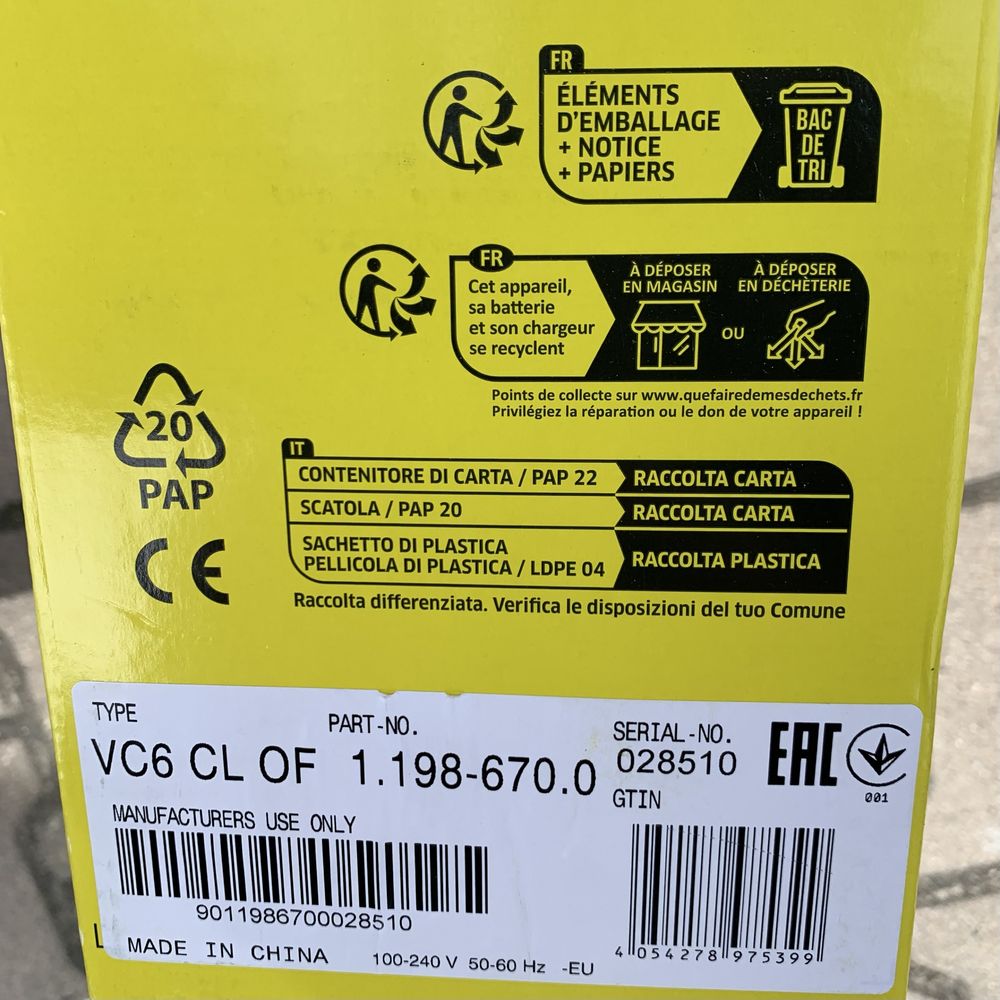 FR
ÉLÉMENTS
D'EMBALLAGE
+ NOTICE
+ PAPIERS
BAC
DE
TRI
FR
Cet appareil,
sa batterie
et son chargeur
se recyclent
À DÉPOSER
EN MAGASIN
OU
À DÉPOSER
EN DÉCHÈTERIE
Points de collecte sur www.quefairedemesdechets.fr
Privilégiez la réparation ou le don de votre appareil !
20
PAP
CE
IT
CONTENITORE DI CARTA / PAP 22 RACCOLTA CARTA
SCATOLA / PAP 20 RACCOLTA CARTA
SACHETTO DI PLASTICA
PELLICOLA DI PLASTICA / LDPE 04 RACCOLTA PLASTICA
Raccolta differenziata. Verifica le disposizioni del tuo Comune
TYPE
VC6 CL OF
PART-NO.
1.198-670.0
SERIAL-NO.
028510
GTIN
EAC
001
MANUFACTURERS USE ONLY
9011986700028510
4 054278 975399
MADE IN CHINA
100-240 V 50-60 Hz -EU